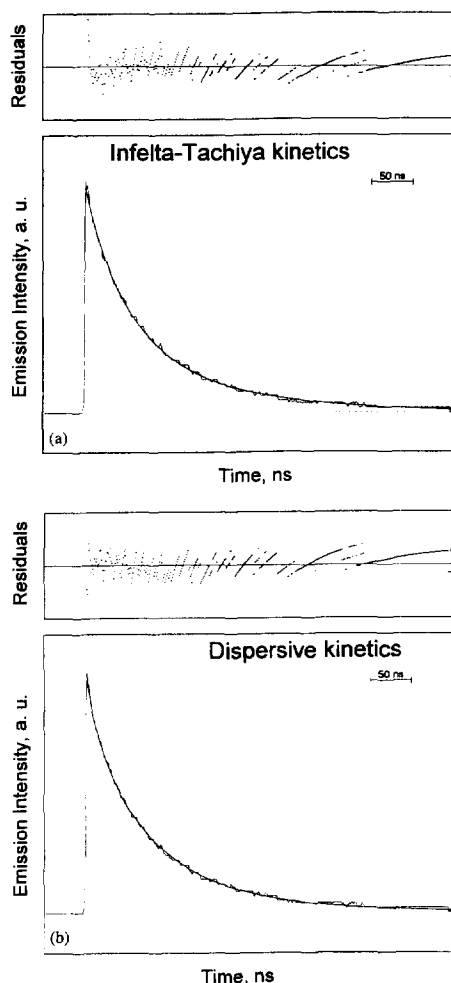 Residuals
Infelta-Tachiya kinetics
50 ns
Emission Intensity, a. u.
(a)
Time, ns
Residuals
Dispersive kinetics
50 ns
Emission Intensity, a. u.
(b)
Time, ns